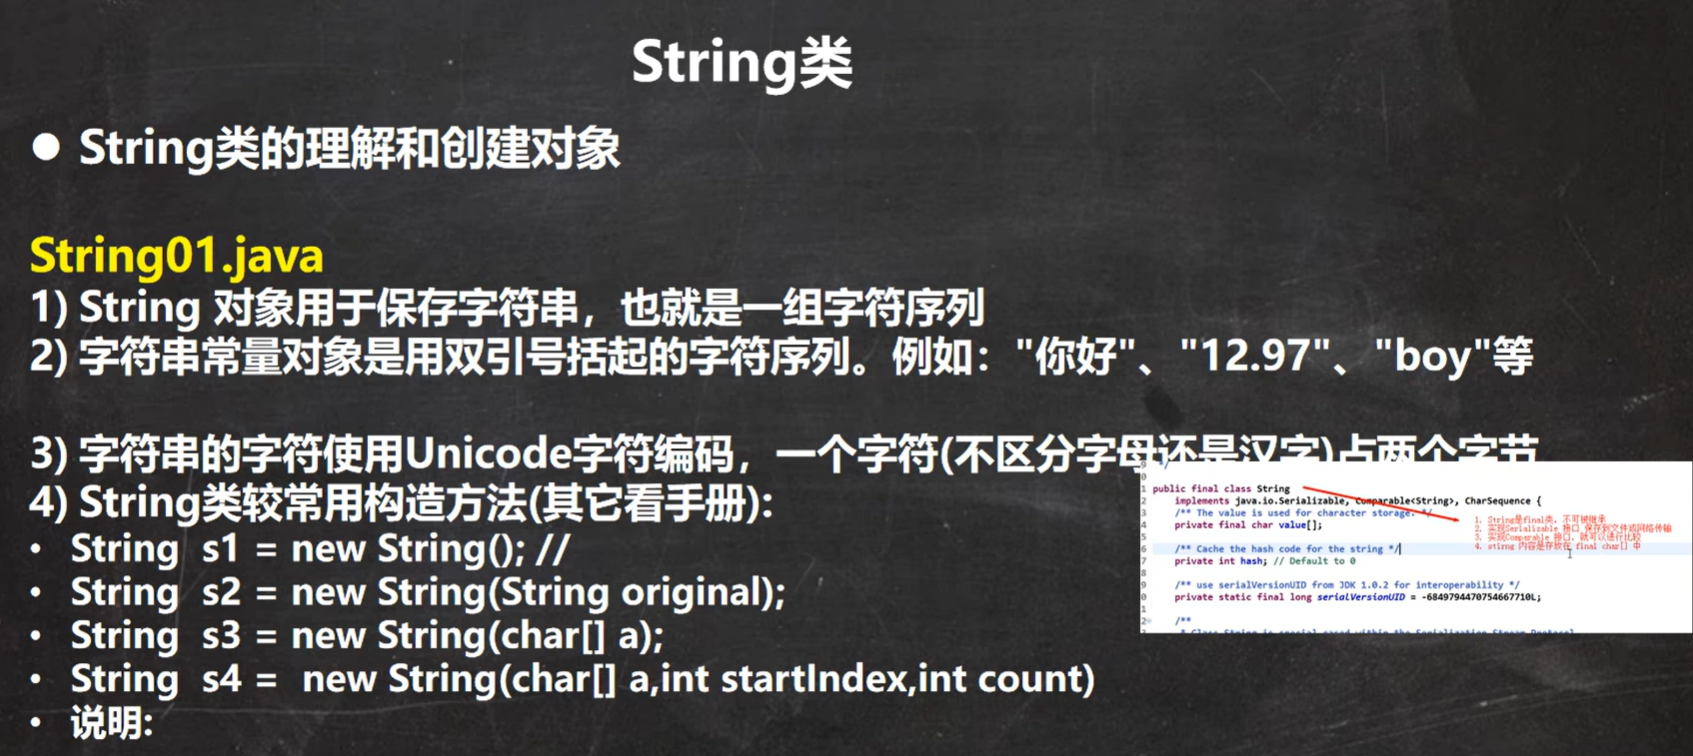 String类
● String类的理解和创建对象
String01.java
1) String 对象用于保存字符串，也就是一组字符序列
2) 字符串常量对象是用双引号括起的字符序列。例如："你好"、"12.97"、"boy"等
3) 字符串的字符使用Unicode字符编码，一个字符(不区分字母还是汉字)占两个字节
4) String类较常用构造方法(其它看手册):
• String s1 = new String(); //
• String s2 = new String(String original);
• String s3 = new String(char[] a);
• String s4 = new String(char[] a,int startIndex,int count)
• 说明:
public final class String
implements java.io.Serializable, Comparable<String>, CharSequence {
/** The value is used for character storage. */
private final char value[];
/** Cache the hash code for the string */
private int hash; // Default to 0
/** use serialVersionUID from JDK 1.0.2 for interoperability */
private static final long serialVersionUID = -6849794470754667710L;
/**
1. String是final类，不可被继承
2. 实现Serializable 接口 保存到文件或网络传输
3. 实现Comparable 接口，就可以进行比较
4. stirng 内容是存放在 final char[] 中